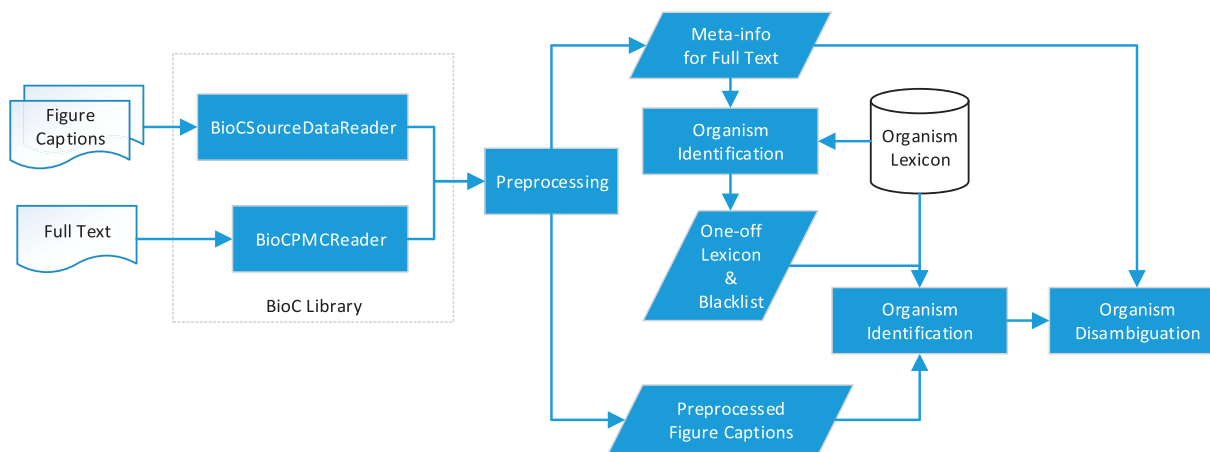 Figure
Captions
Full Text
BioCSourceDataReader
BioCPMCReader
BioC Library
Preprocessing
Meta-info
for Full Text
Organism
Identification
Organism
Lexicon
One-off
Lexicon
&
Blacklist
Organism
Identification
Organism
Disambiguation
Preprocessed
Figure Captions